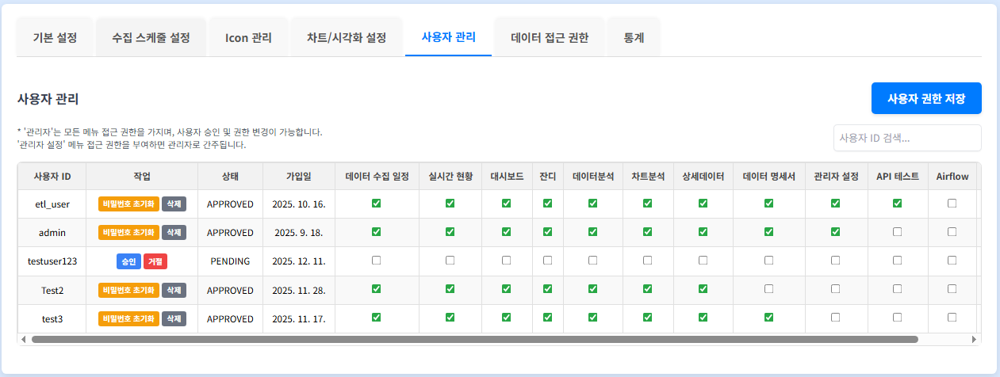 기본 설정 수집 스케줄 설정 Icon 관리 차트/시각화 설정 사용자 관리 데이터 접근 권한 통계
사용자 관리 사용자 권한 저장
* '관리자'는 모든 메뉴 접근 권한을 가지며, 사용자 승인 및 권한 변경이 가능합니다.
'관리자 설정' 메뉴 접근 권한을 부여하면 관리자로 간주됩니다.
사용자 ID 검색...
사용자 ID 작업 상태 가입일 데이터 수집 일정 실시간 현황 대시보드 잔디 데이터분석 차트분석 상세데이터 데이터 명세서 관리자 설정 API 테스트 Airflow
etl_user 비밀번호 초기화 삭제 APPROVED 2025. 10. 16.
admin 비밀번호 초기화 삭제 APPROVED 2025. 9. 18.
testuser123 승인 거절 PENDING 2025. 12. 11.
Test2 비밀번호 초기화 삭제 APPROVED 2025. 11. 28.
test3 비밀번호 초기화 삭제 APPROVED 2025. 11. 17.